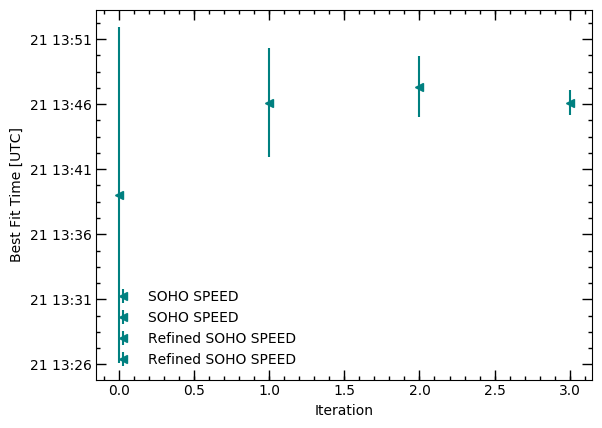 Best Fit Time [UTC]
21 13:51
21 13:46
21 13:41
21 13:36
21 13:31
21 13:26
SOHO SPEED
SOHO SPEED
Refined SOHO SPEED
Refined SOHO SPEED
0.0 0.5 1.0 1.5 2.0 2.5 3.0
Iteration